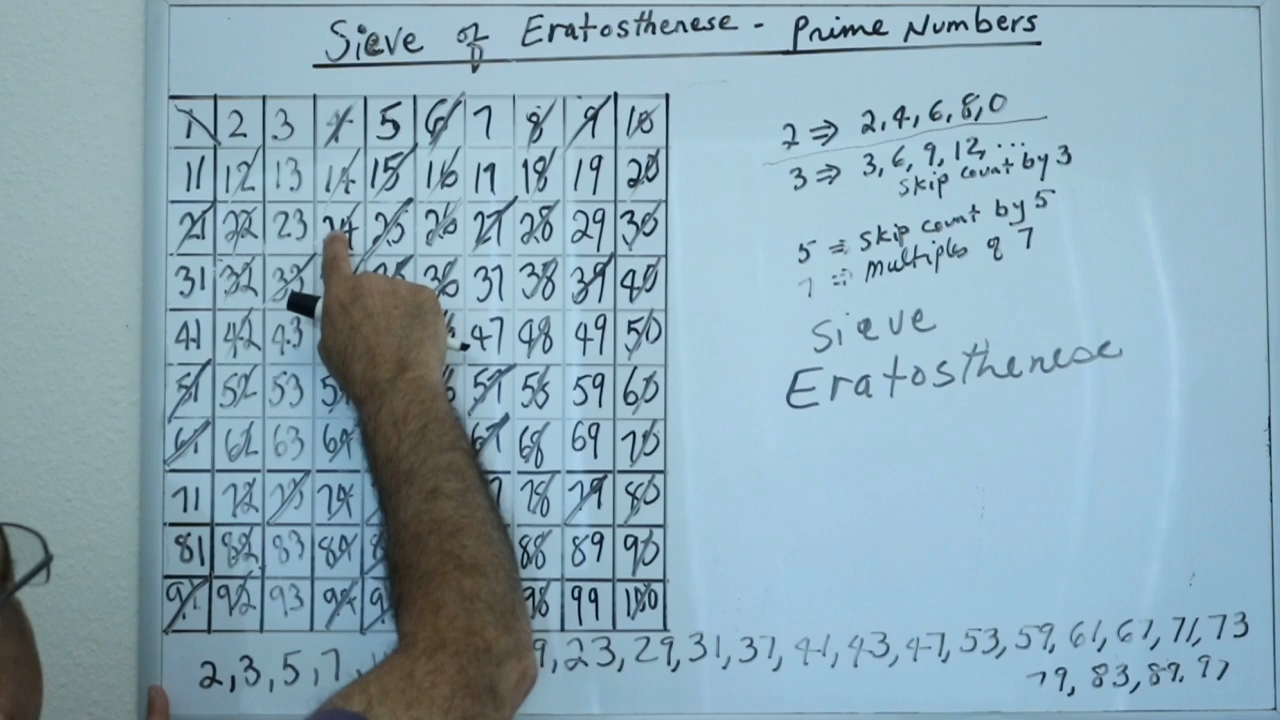 Sieve of Eratosthenese - Prime Numbers
1 2 3 4 5 6 7 8 9 10
11 12 13 14 15 16 17 18 19 20
21 22 23 24 25 26 27 28 29 30
31 32 33 35 36 37 38 39 40
41 42 43 47 48 49 50
51 52 53 57 58 59 60
61 62 63 64 67 68 69 70
71 72 73 74 78 79 80
81 82 83 84 88 89 90
91 92 93 94 98 99 100
2 ⇒ 2, 4, 6, 8, 0
3 ⇒ 3, 6, 9, 12, ...
skip count by 3
5 = skip count by 5
7 = multiples of 7
Sieve
Eratosthenese
2, 3, 5, 7, 23, 29, 31, 37, 41, 43, 47, 53, 59, 61, 67, 71, 73
79, 83, 89, 97